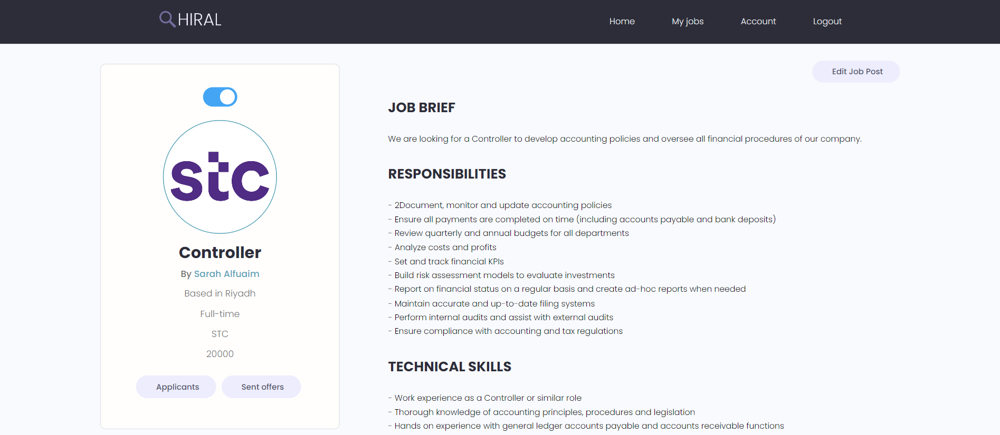 HIRAL
Home
My jobs
Account
Logout
stc
Controller
By Sarah Alfuaim
Based in Riyadh
Full-time
STC
20000
Applicants
Sent offers
Edit Job Post
JOB BRIEF
We are looking for a Controller to develop accounting policies and oversee all financial procedures of our company.
RESPONSIBILITIES
- 2Document, monitor and update accounting policies
- Ensure all payments are completed on time (including accounts payable and bank deposits)
- Review quarterly and annual budgets for all departments
- Analyze costs and profits
- Set and track financial KPIs
- Build risk assessment models to evaluate investments
- Report on financial status on a regular basis and create ad-hoc reports when needed
- Maintain accurate and up-to-date filing systems
- Perform internal audits and assist with external audits
- Ensure compliance with accounting and tax regulations
TECHNICAL SKILLS
- Work experience as a Controller or similar role
- Thorough knowledge of accounting principles, procedures and legislation
- Hands on experience with general ledger accounts payable and accounts receivable functions